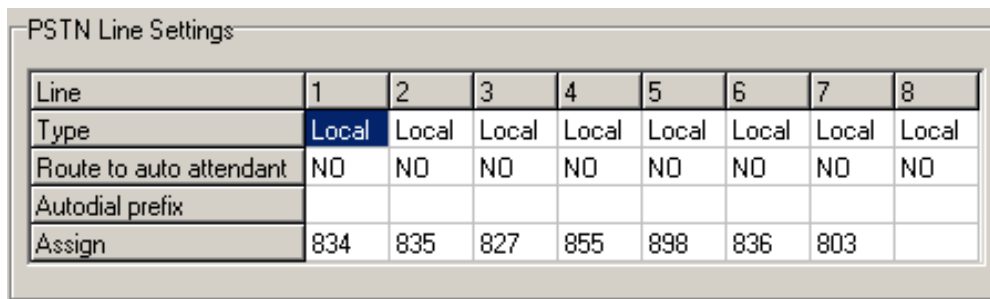 PSTN Line Settings
Line 1 2 3 4 5 6 7 8
Type Local Local Local Local Local Local Local Local
Route to auto attendant NO NO NO NO NO NO NO NO
Autodial prefix
Assign 834 835 827 855 898 836 803